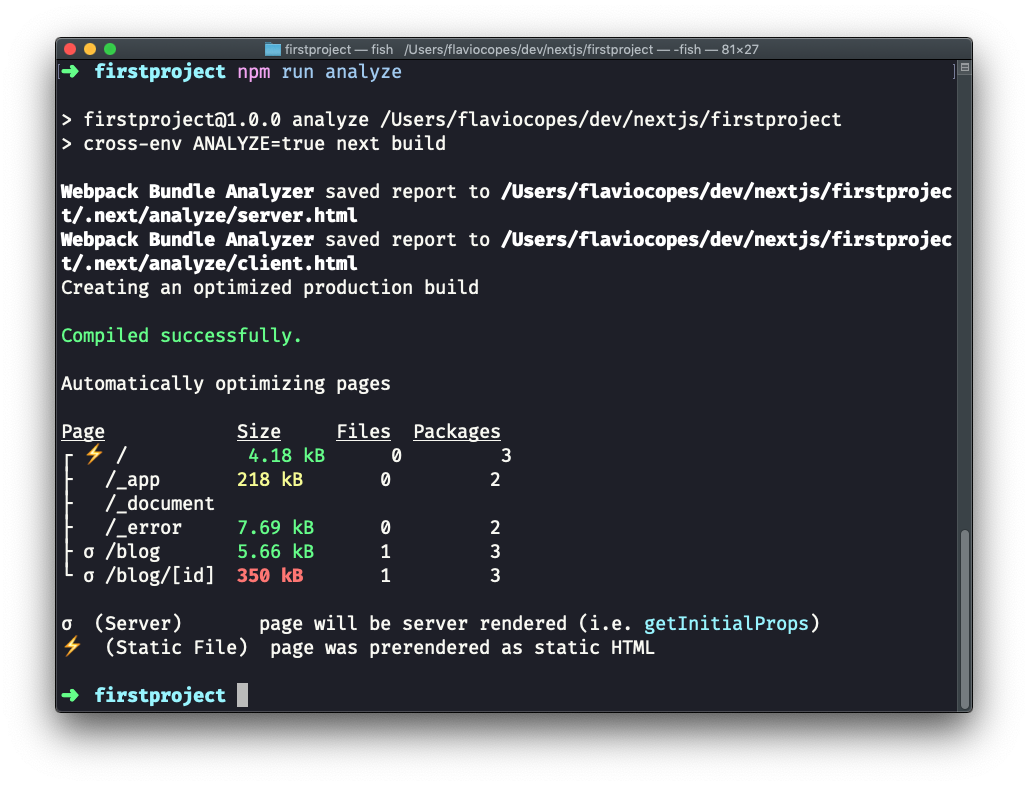 firstproject — fish   /Users/flaviocopes/dev/nextjs/firstproject — -fish — 81×27
➜  firstproject npm run analyze

> firstproject@1.0.0 analyze /Users/flaviocopes/dev/nextjs/firstproject
> cross-env ANALYZE=true next build

Webpack Bundle Analyzer saved report to /Users/flaviocopes/dev/nextjs/firstprojec
t/.next/analyze/server.html
Webpack Bundle Analyzer saved report to /Users/flaviocopes/dev/nextjs/firstprojec
t/.next/analyze/client.html
Creating an optimized production build

Compiled successfully.

Automatically optimizing pages

Page            Size     Files  Packages
┌ ⚡ /           4.18 kB      0         3
├   /_app       218 kB       0         2
├   /_document
├   /_error     7.69 kB      0         2
├ σ /blog       5.66 kB      1         3
└ σ /blog/[id]  350 kB       1         3

σ  (Server)       page will be server rendered (i.e. getInitialProps)
⚡  (Static File)  page was prerendered as static HTML

➜  firstproject